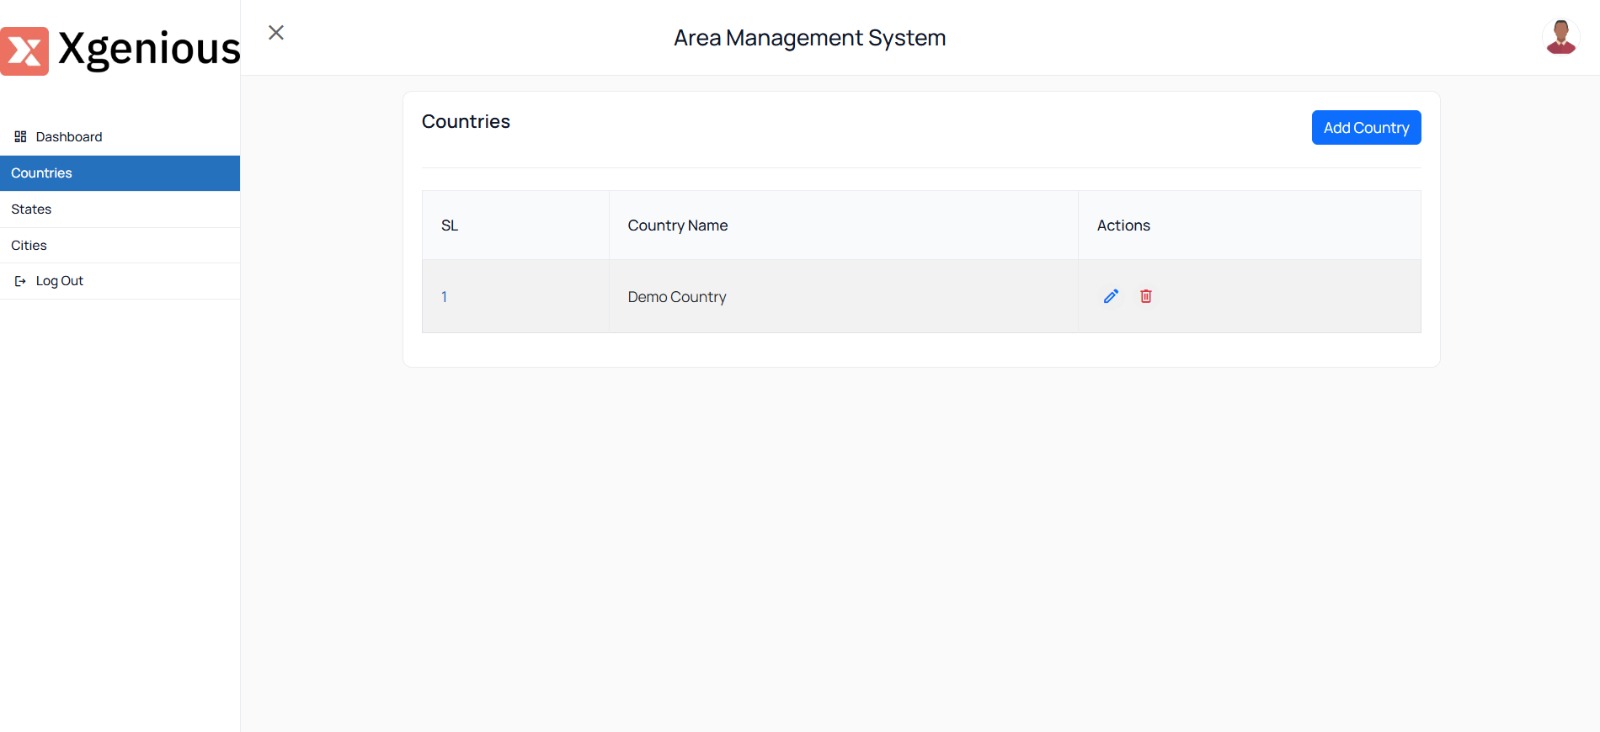 Xgenious
Area Management System
Dashboard
Countries
States
Cities
Log Out
Countries
Add Country
SL
Country Name
Actions
1
Demo Country